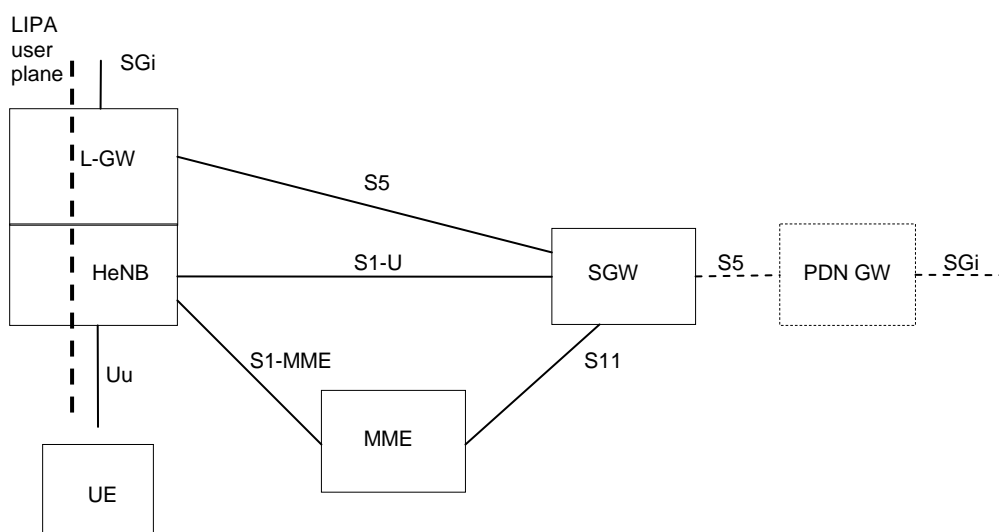 LIPA
user
plane
SGi
L-GW
S5
HeNB
S1-U
SGW
S5
PDN GW
SGi
Uu
S1-MME
S11
MME
UE